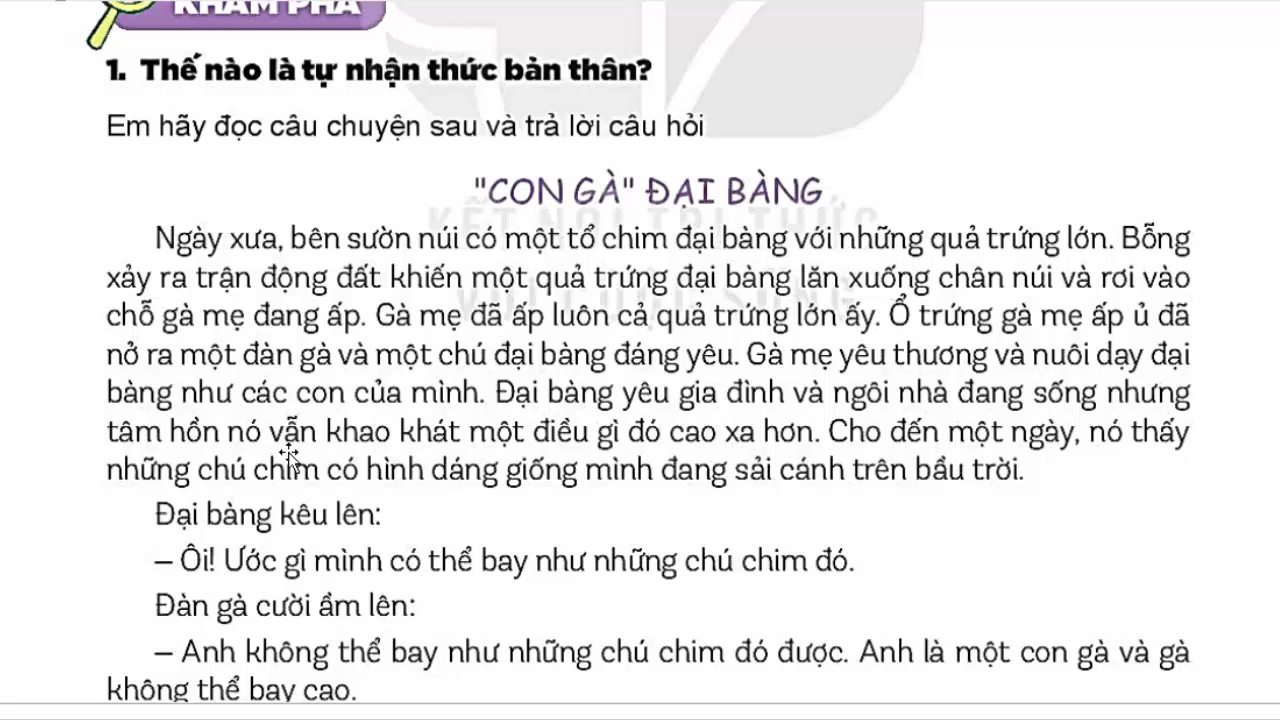 KHÁM PHÁ
1. Thế nào là tự nhận thức bản thân?
Em hãy đọc câu chuyện sau và trả lời câu hỏi
"CON GÀ" ĐẠI BÀNG
KẾT NỐI TRI THỨC
VỚI CUỘC SỐNG
Ngày xưa, bên sườn núi có một tổ chim đại bàng với những quả trứng lớn. Bỗng
xảy ra trận động đất khiến một quả trứng đại bàng lăn xuống chân núi và rơi vào
chỗ gà mẹ đang ấp. Gà mẹ đã ấp luôn cả quả trứng lớn ấy. Ổ trứng gà mẹ ấp ủ đã
nở ra một đàn gà và một chú đại bàng đáng yêu. Gà mẹ yêu thương và nuôi dạy đại
bàng như các con của mình. Đại bàng yêu gia đình và ngôi nhà đang sống nhưng
tâm hồn nó vẫn khao khát một điều gì đó cao xa hơn. Cho đến một ngày, nó thấy
những chú chim có hình dáng giống mình đang sải cánh trên bầu trời.
Đại bàng kêu lên:
– Ôi! Ước gì mình có thể bay như những chú chim đó.
Đàn gà cười ầm lên:
– Anh không thể bay như những chú chim đó được. Anh là một con gà và gà
không thể bay cao.